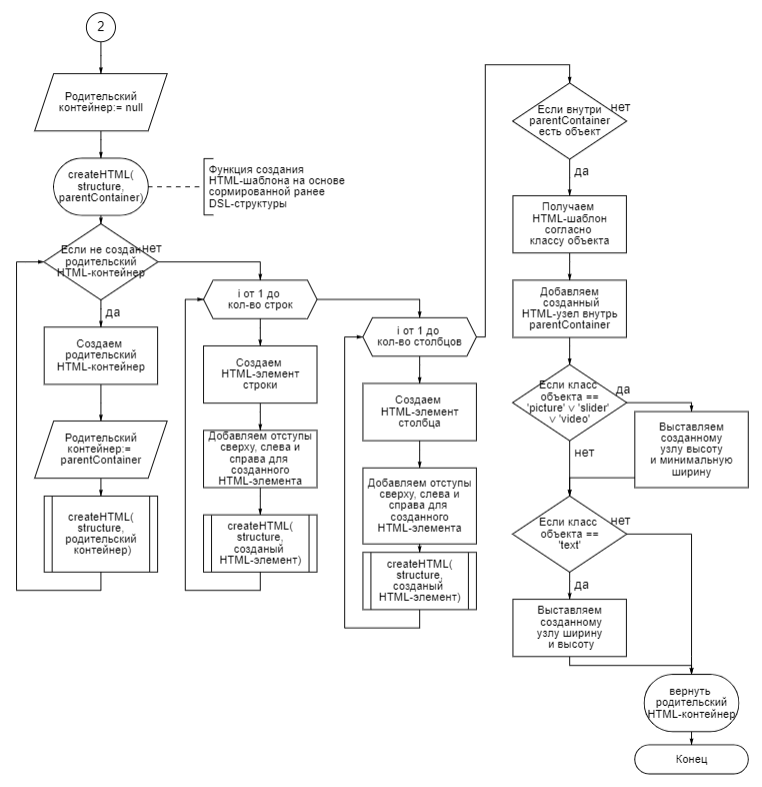 2
Родительский
контейнер:= null
createHTML(
structure,
parentContainer)
Функция создания
HTML-шаблона на основе
сормированной ранее
DSL-структуры
Если не создан
родительский
HTML-контейнер
нет
да
Создаем
родительский
HTML-контейнер
Родительский
контейнер:=
parentContainer
createHTML(
structure,
родительский
контейнер)
i от 1 до
кол-во строк
Создаем
HTML-элемент
строки
Добавляем отступы
сверху, слева и
справа для
созданного
HTML-элемента
createHTML(
structure,
созданый
HTML-элемент)
i от 1 до
кол-во столбцов
Создаем
HTML-элемент
столбца
Добавляем отступы
сверху, слева и
справа для
созданного
HTML-элемента
createHTML(
structure,
созданый
HTML-элемент)
Если внутри
parentContainer
есть объект
нет
да
Получаем
HTML-шаблон
согласно
классу объекта
Добавляем
созданный
HTML-узел внутрь
parentContainer
Если класс
объекта ==
'picture' ∨ 'slider'
∨ 'video'
да
нет
Выставляем
созданному
узлу высоту
и минимальную
ширину
Если класс
объекта ==
'text'
нет
да
Выставляем
созданному
узлу ширину
и высоту
вернуть
родительский
HTML-контейнер
Конец